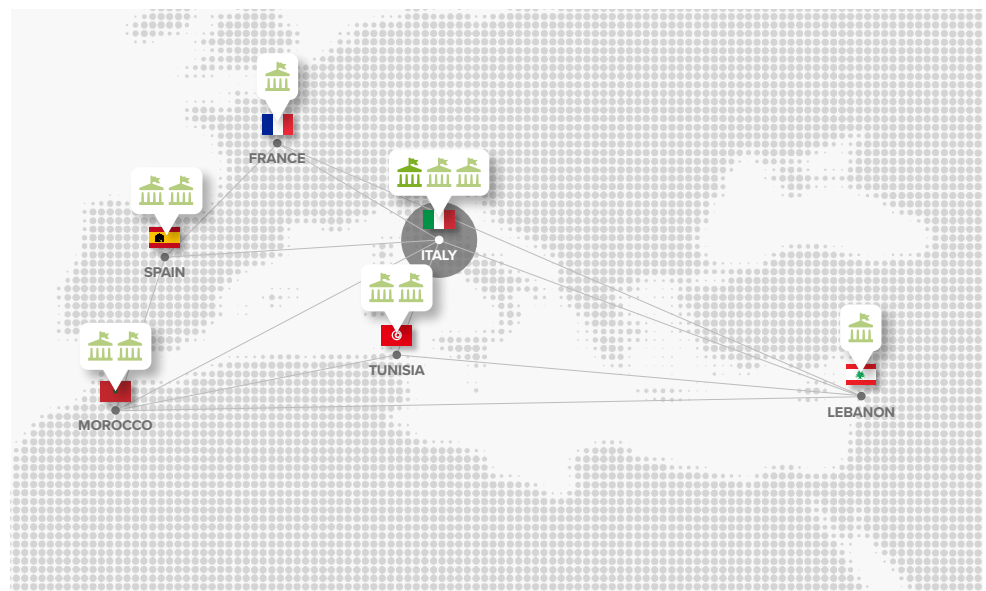 FRANCE
ITALY
SPAIN
TUNISIA
LEBANON
MOROCCO